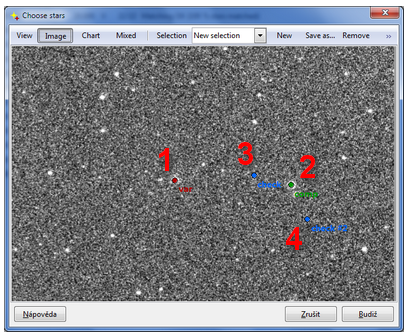 Choose stars
View Image Chart Mixed Selection New selection New Save as... Remove »
1
3
2
var
4
Nápověda Zrušit Budiž